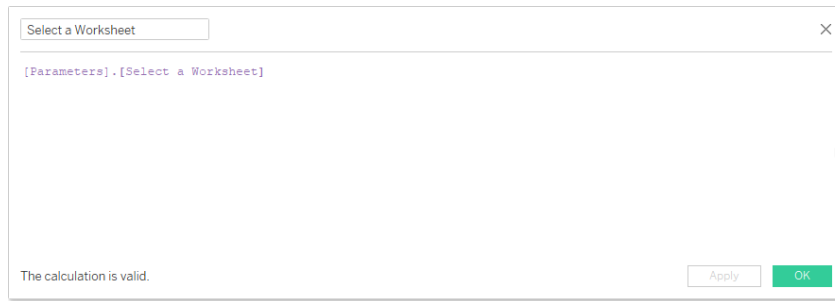 Select a Worksheet
[Parameters].[Select a Worksheet]
The calculation is valid.
Apply
OK